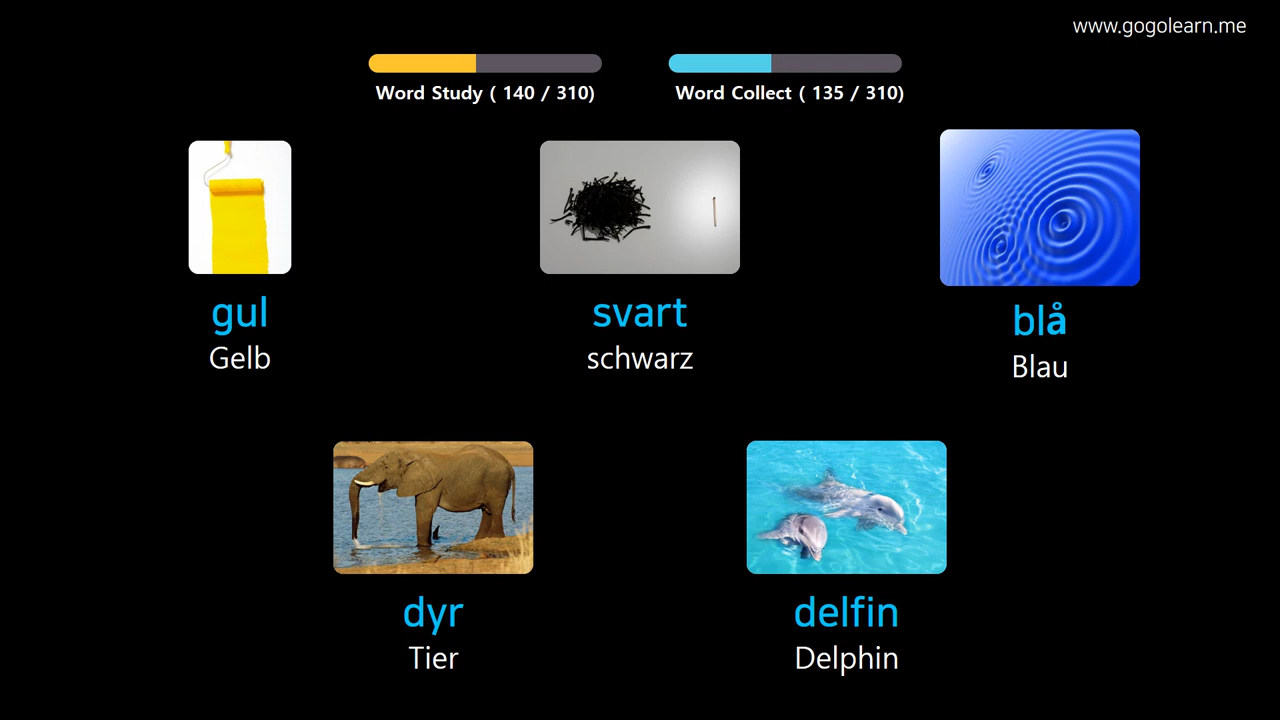 www.gogolearn.me
Word Study ( 140 / 310)
Word Collect ( 135 / 310)
gul
Gelb
svart
schwarz
blå
Blau
dyr
Tier
delfin
Delphin